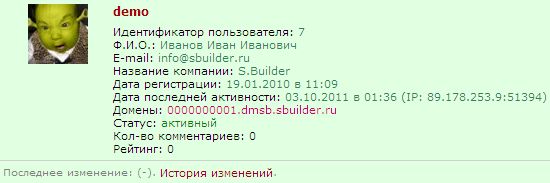 demo
Идентификатор пользователя: 7
Ф.И.О.: Иванов Иван Иванович
E-mail: info@sbuilder.ru
Название компании: S.Builder
Дата регистрации: 19.01.2010 в 11:09
Дата последней активности: 03.10.2011 в 01:36 (IP: 89.178.253.9:51394)
Домены: 0000000001.dmsb.sbuilder.ru
Статус: активный
Кол-во комментариев: 0
Рейтинг: 0
Последнее изменение: (-). История изменений.